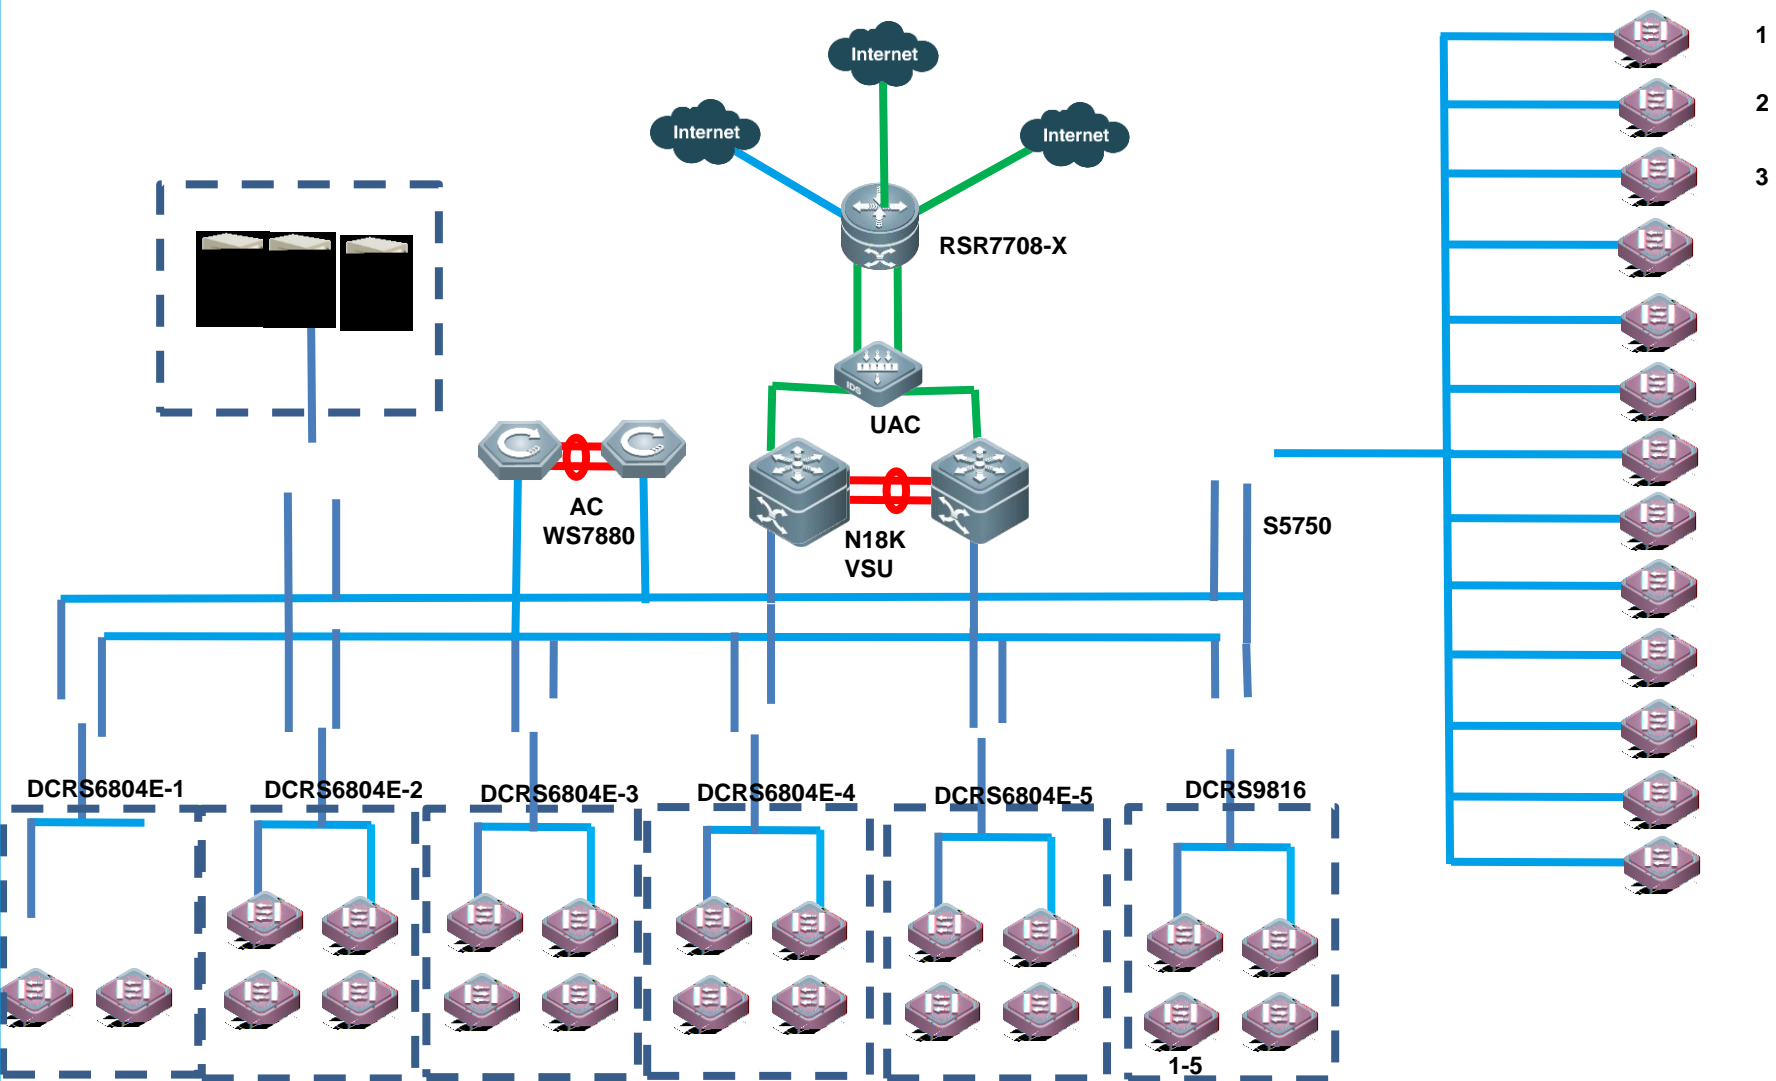 Internet
Internet
Internet
RSR7708-X
IDS
UAC
AC
WS7880
N18K
VSU
S5750
1
2
3
DCRS6804E-1
DCRS6804E-2
DCRS6804E-3
DCRS6804E-4
DCRS6804E-5
DCRS9816
1-5